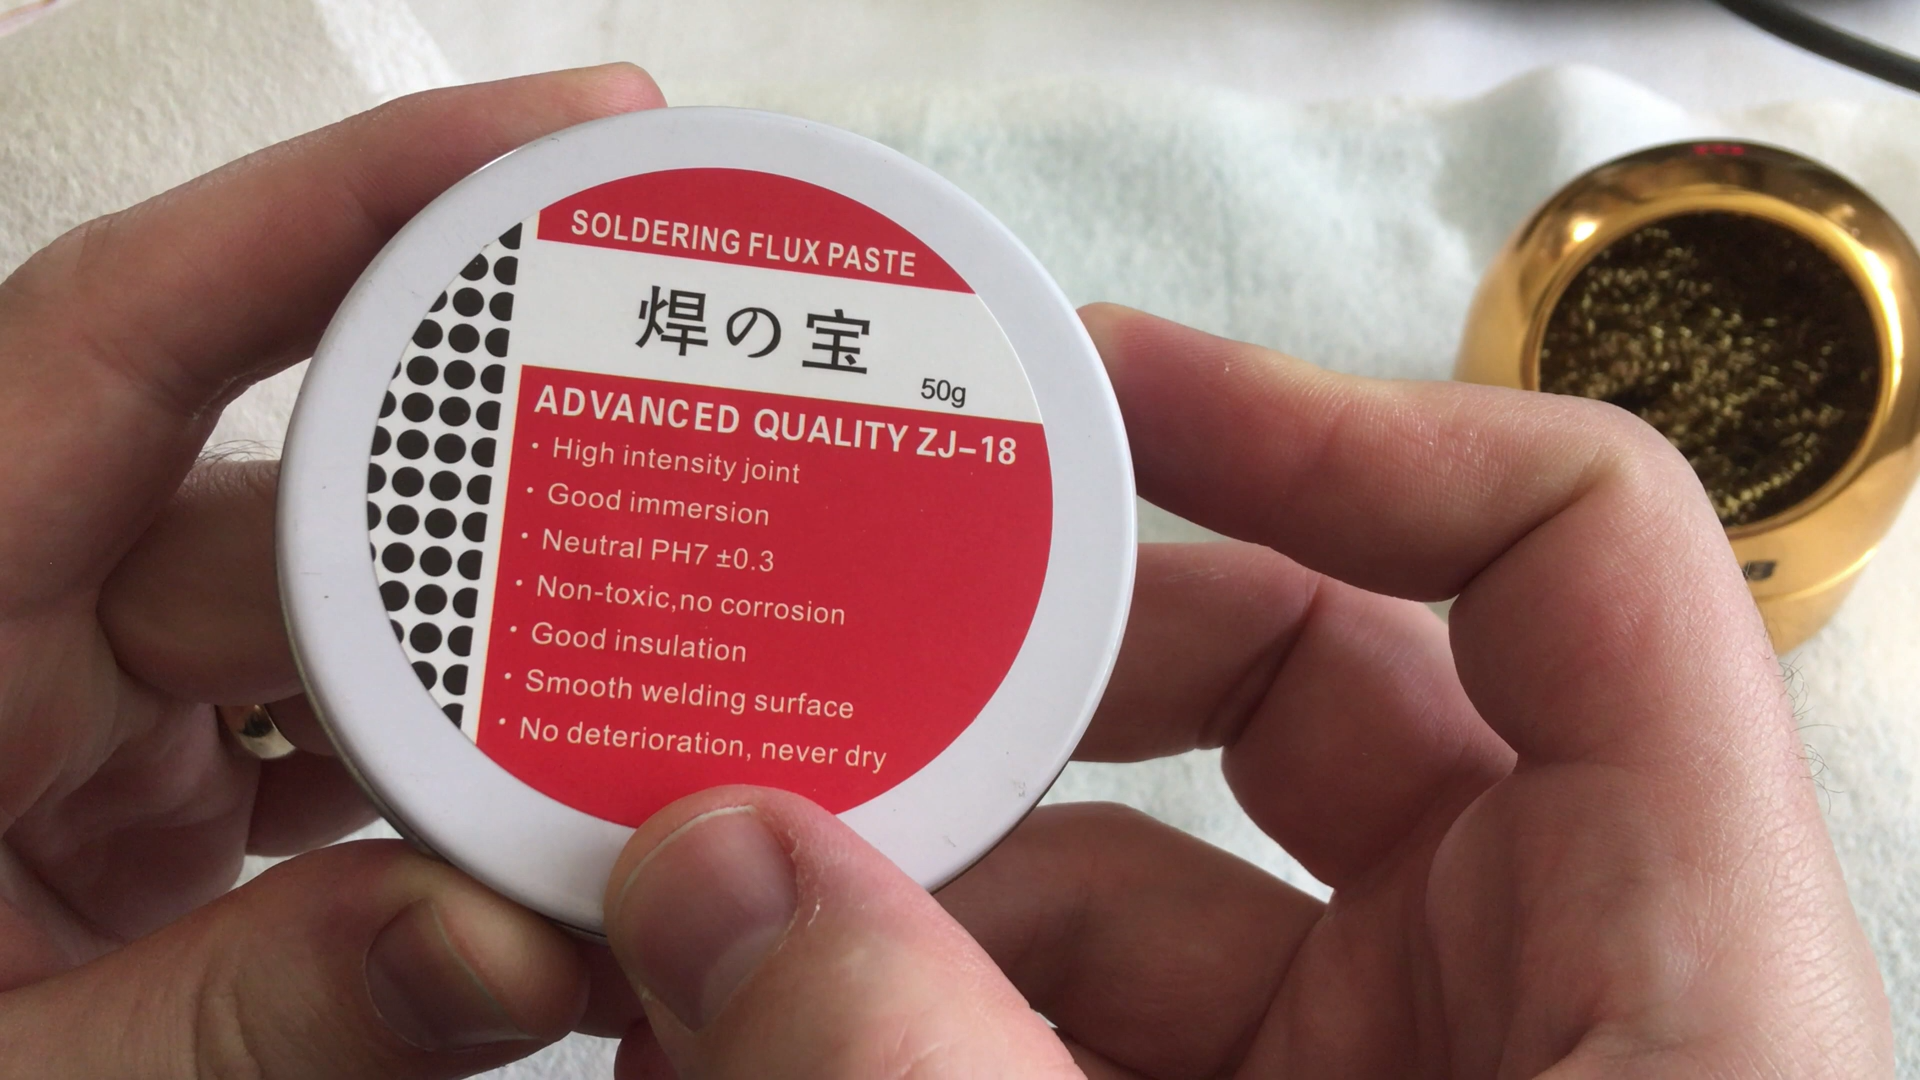 SOLDERING FLUX PASTE
焊の宝
50g
ADVANCED QUALITY ZJ-18
· High intensity joint
· Good immersion
· Neutral PH7 ±0.3
· Non-toxic,no corrosion
· Good insulation
· Smooth welding surface
· No deterioration, never dry